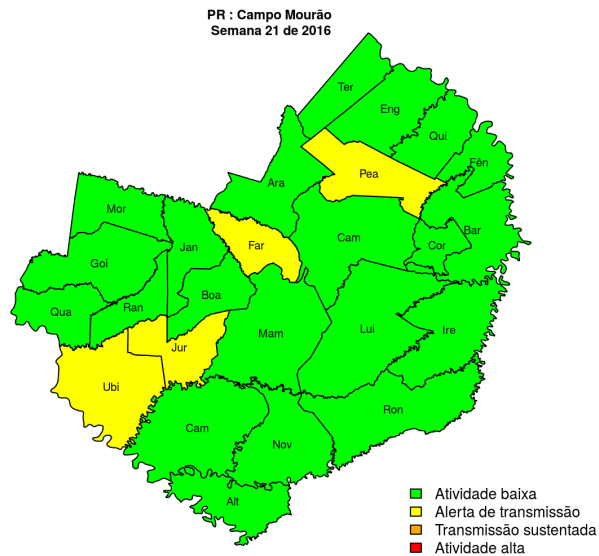 PR : Campo Mourão
Semana 21 de 2016
Ter
Eng
Qui
Fên
Pea
Ara
Mor
Bar
Cam
Far
Jan
Cor
Goi
Boa
Ran
Qua
Lui
Ire
Mam
Jur
Ubi
Ron
Cam
Nov
Alt
Atividade baixa
Alerta de transmissão
Transmissão sustentada
Atividade alta